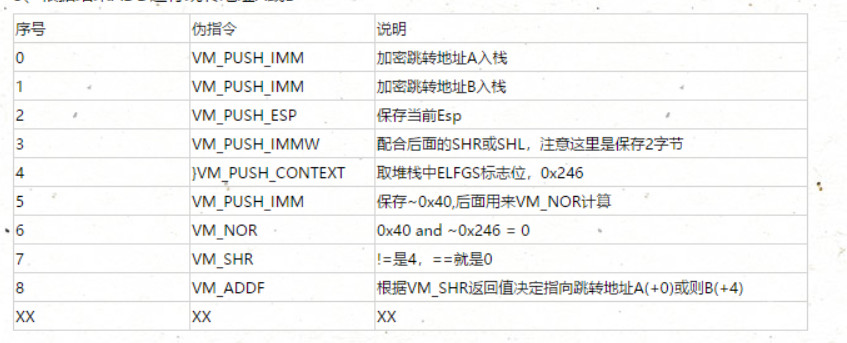 序号 伪指令 说明
0 VM_PUSH_IMM 加密跳转地址A入栈
1 VM_PUSH_IMM 加密跳转地址B入栈
2 VM_PUSH_ESP 保存当前Esp
3 VM_PUSH_IMMW 配合后面的SHR或SHL，注意这里是保存2字节
4 }VM_PUSH_CONTEXT 取堆栈中ELFGS标志位，0x246
5 VM_PUSH_IMM 保存~0x40,后面用来VM_NOR计算
6 VM_NOR 0x40 and ~0x246 = 0
7 VM_SHR !=是4，==就是0
8 VM_ADDF 根据VM_SHR返回值决定指向跳转地址A(+0)或则B(+4)
XX XX XX